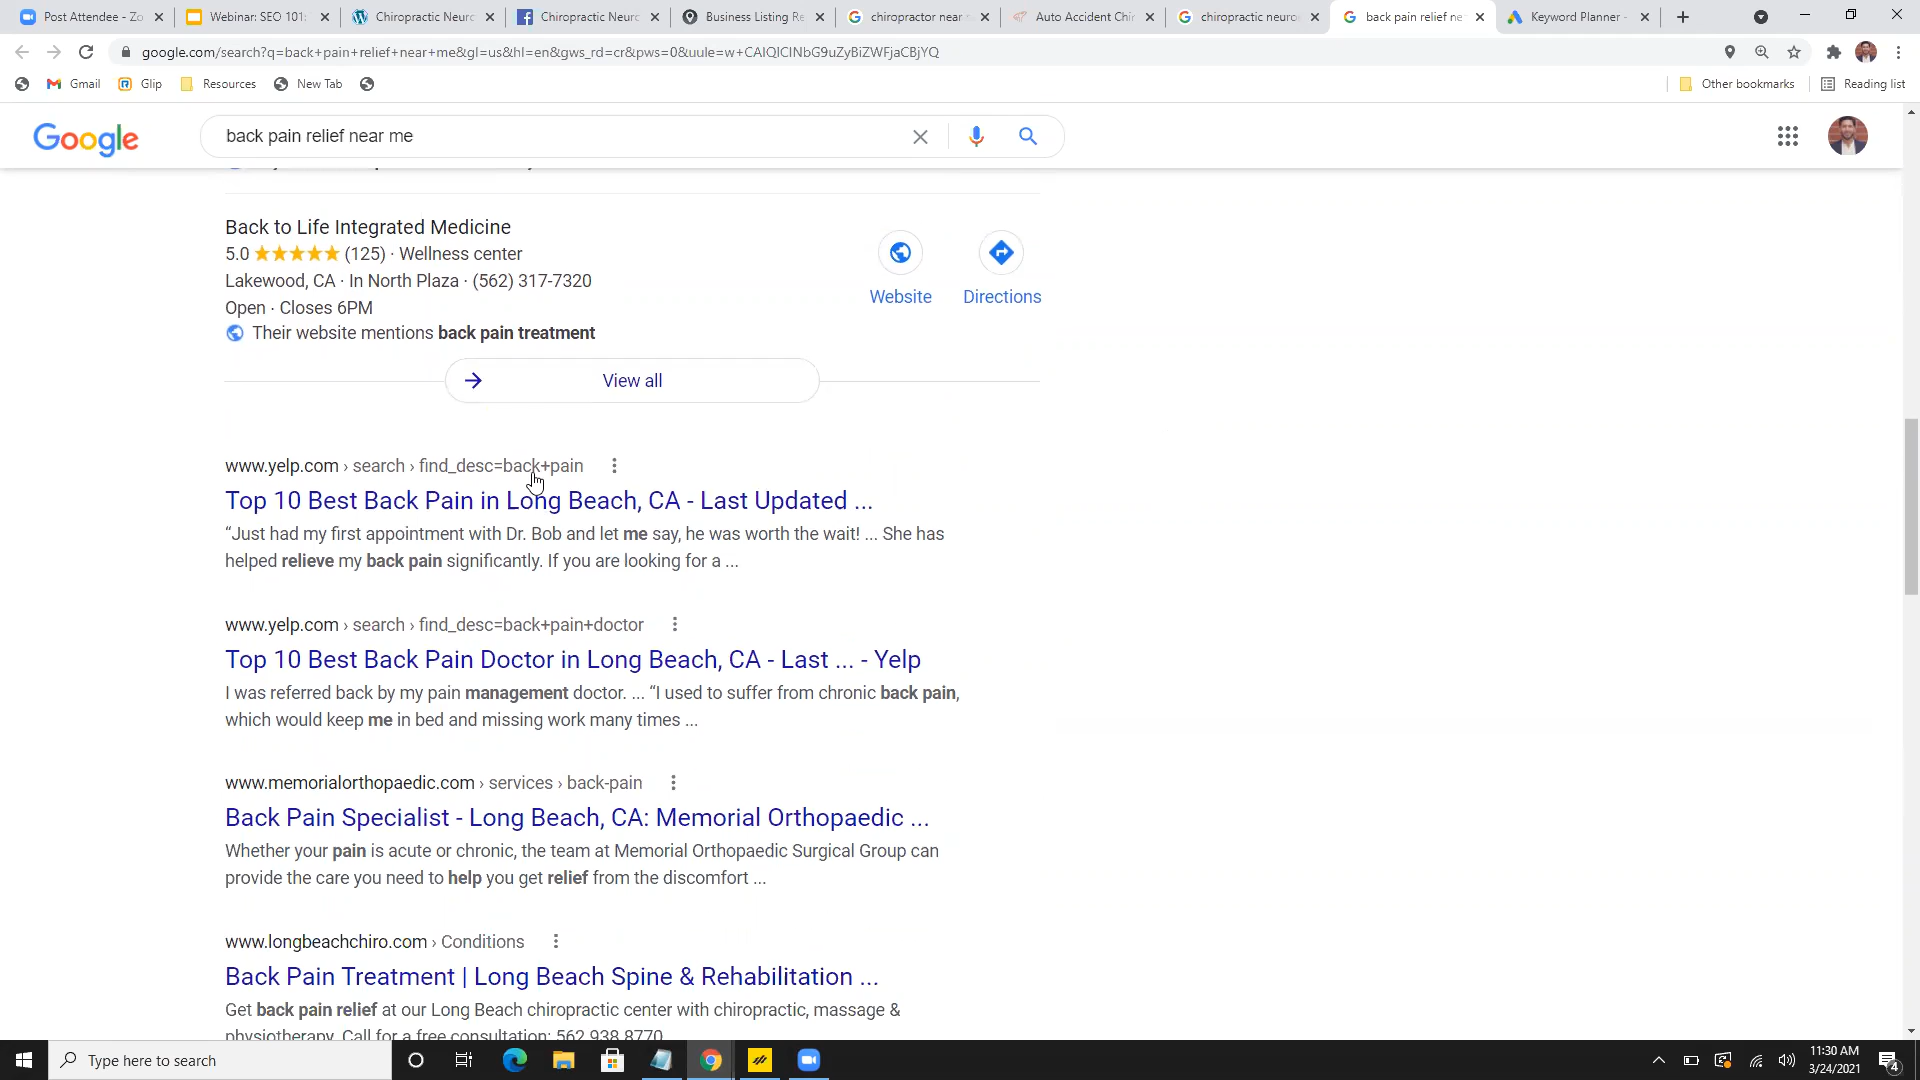 Post Attendee - Zo
Webinar: SEO 101:
Chiropractic Neuro
Chiropractic Neuro
Business Listing Re
chiropractor near
Auto Accident Chi
chiropractic neuro
back pain relief ne
Keyword Planner -
google.com/search?q=back+pain+relief+near+me&gl=us&hl=en&gws_rd=cr&pws=0&uule=w+CAIQICINbG9uZyBiZWFjaCBjYQ
Gmail
Glip
Resources
New Tab
Other bookmarks
Reading list
Google
back pain relief near me
Back to Life Integrated Medicine
5.0 ★★★★★ (125) · Wellness center
Lakewood, CA · In North Plaza · (562) 317-7320
Open · Closes 6PM
Their website mentions back pain treatment
Website
Directions
View all
www.yelp.com › search › find_desc=back+pain
Top 10 Best Back Pain in Long Beach, CA - Last Updated ...
“Just had my first appointment with Dr. Bob and let me say, he was worth the wait! ... She has
helped relieve my back pain significantly. If you are looking for a ...
www.yelp.com › search › find_desc=back+pain+doctor
Top 10 Best Back Pain Doctor in Long Beach, CA - Last ... - Yelp
I was referred back by my pain management doctor. ... “I used to suffer from chronic back pain,
which would keep me in bed and missing work many times ...
www.memorialorthopaedic.com › services › back-pain
Back Pain Specialist - Long Beach, CA: Memorial Orthopaedic ...
Whether your pain is acute or chronic, the team at Memorial Orthopaedic Surgical Group can
provide the care you need to help you get relief from the discomfort ...
www.longbeachchiro.com › Conditions
Back Pain Treatment | Long Beach Spine & Rehabilitation ...
Get back pain relief at our Long Beach chiropractic center with chiropractic, massage &
physiotherapy. Call for a free consultation: 562.938.8770
Type here to search
11:30 AM
3/24/2021
4